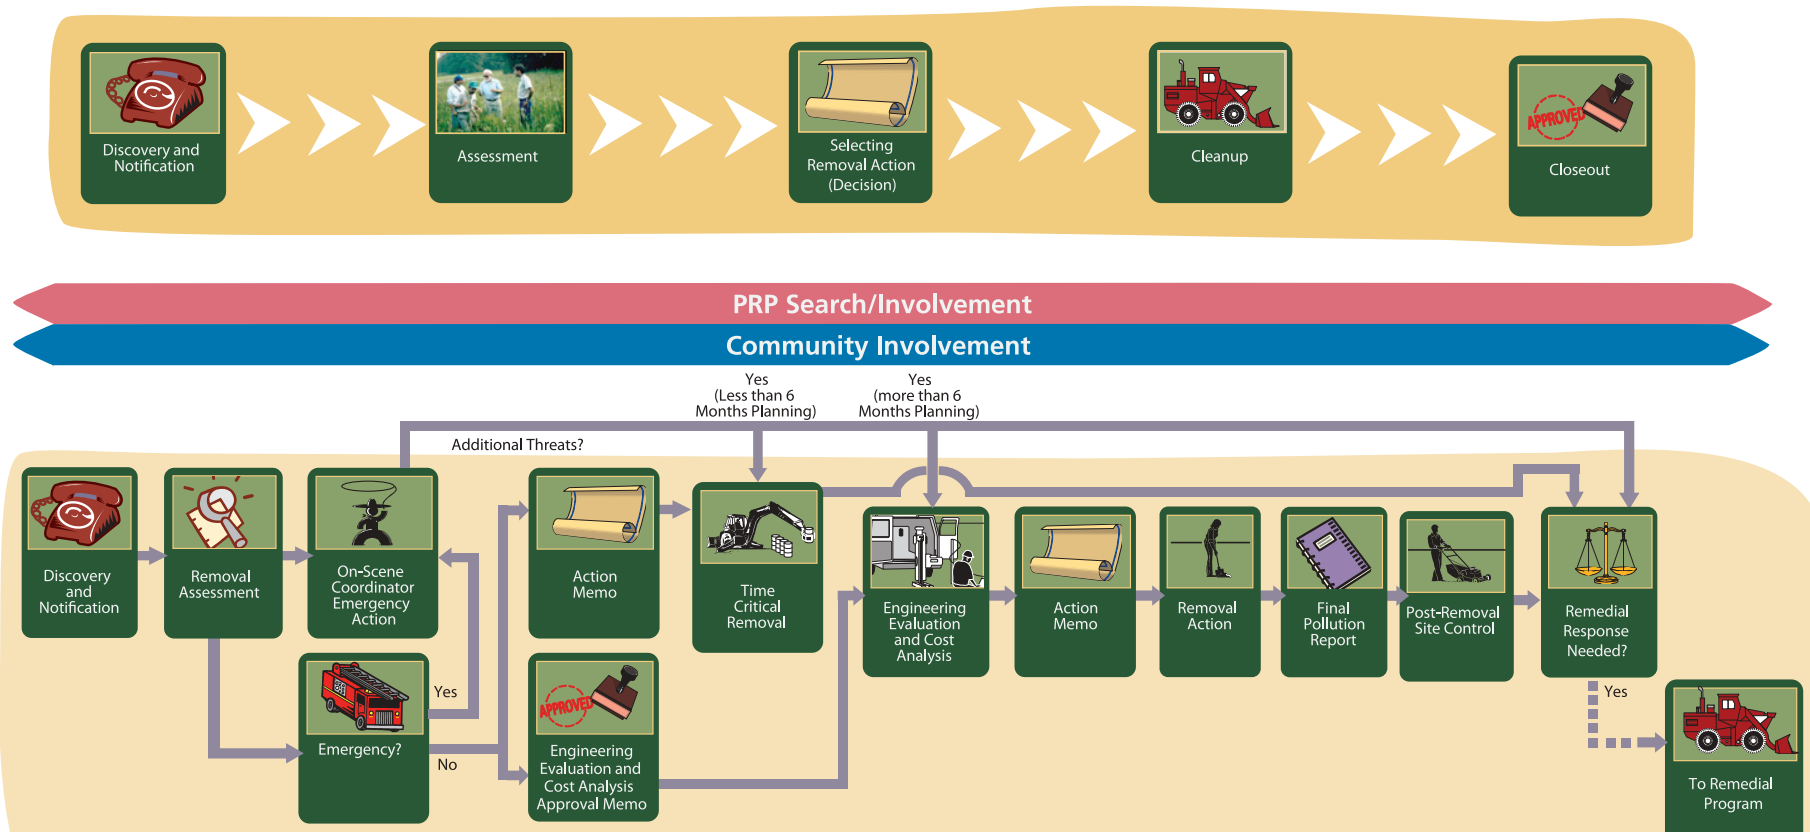 Discovery and
Notification
Assessment
Selecting
Removal Action
(Decision)
Cleanup
APPROVED
Closeout
PRP Search/Involvement
Community Involvement
Yes
(Less than 6
Months Planning)
Yes
(more than 6
Months Planning)
Additional Threats?
Discovery
and
Notification
Removal
Assessment
On-Scene
Coordinator
Emergency
Action
Action
Memo
Time
Critical
Removal
Engineering
Evaluation
and Cost
Analysis
Action
Memo
Removal
Action
Final
Pollution
Report
Post-Removal
Site Control
Remedial
Response
Needed?
Emergency?
Yes
No
APPROVED
Engineering
Evaluation and
Cost Analysis
Approval Memo
Yes
To Remedial
Program